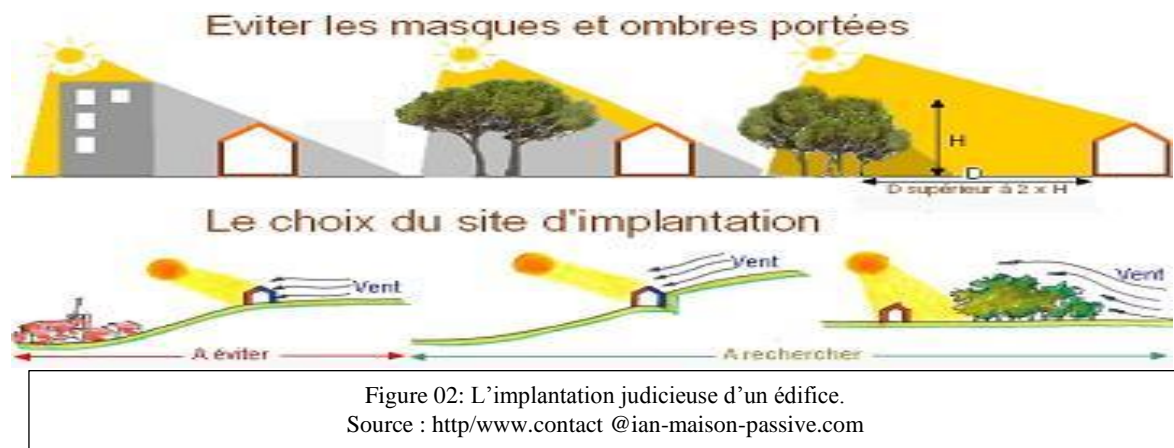 Eviter les masques et ombres portées
H
D
D supérieur à 2 x H
Le choix du site d'implantation
Vent
Vent
Vent
A éviter
A rechercher
Figure 02: L’implantation judicieuse d’un édifice.
Source : http/www.contact @ian-maison-passive.com